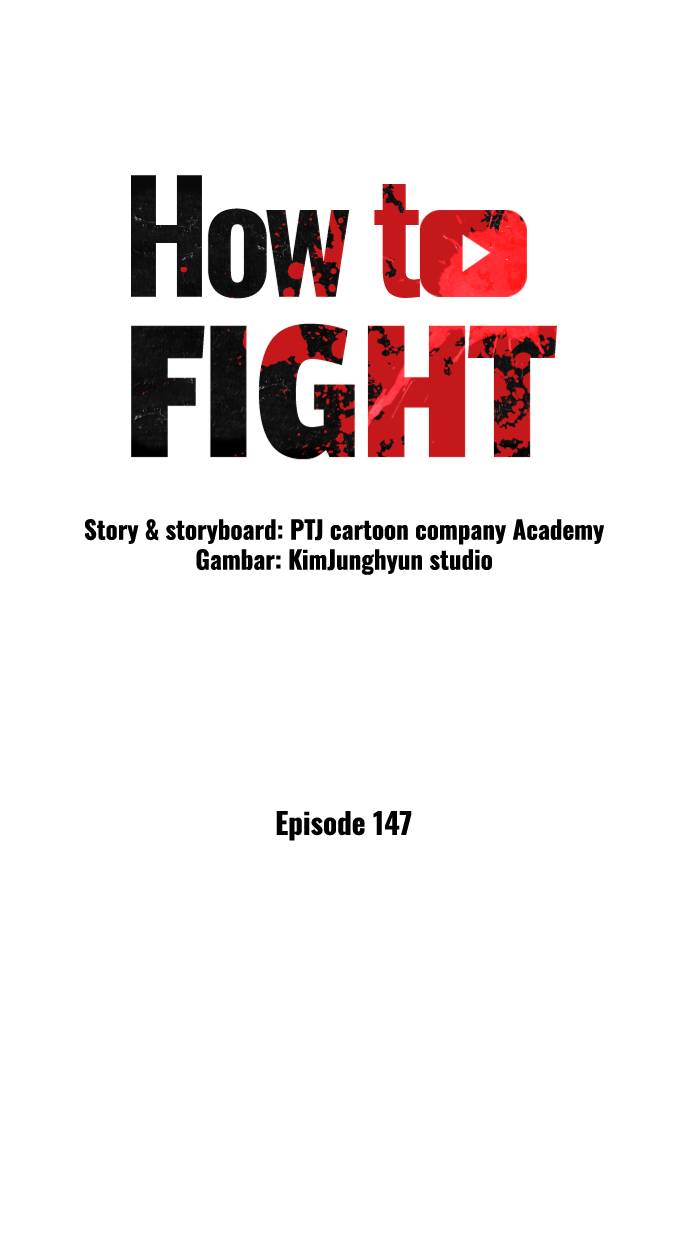 How to
FIGHT
Story & storyboard: PTJ cartoon company Academy
Gambar: KimJunghyun studio
Episode 147